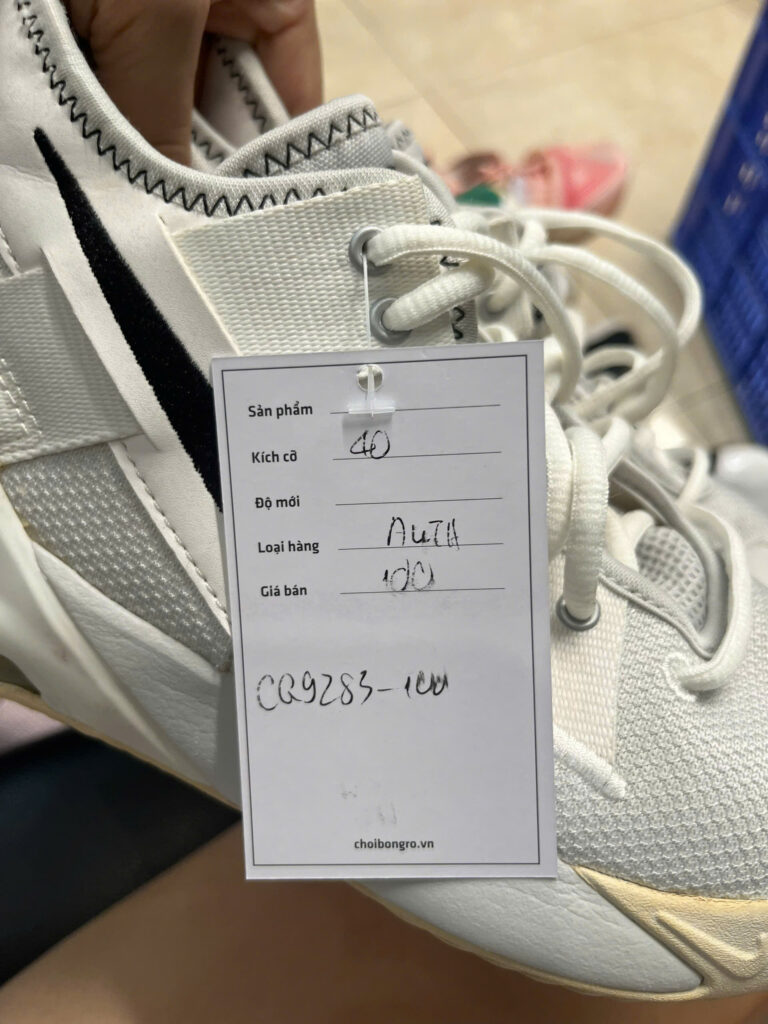 Sản phẩm
Kích cỡ 40
Độ mới
Loại hàng AUTH
Giá bán 100
CQ9283-100
choibongro.vn